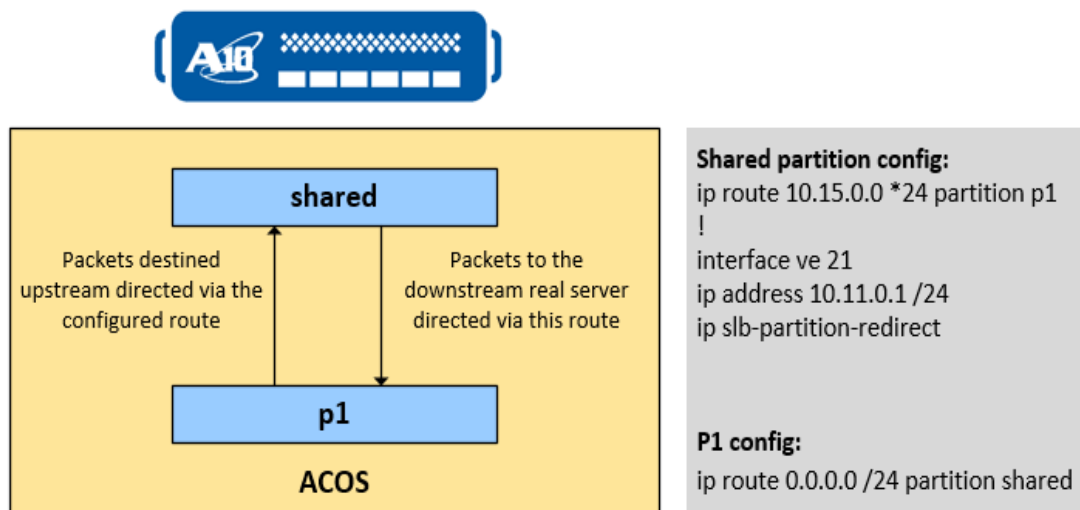 A10
shared
Packets destined
upstream directed via the
configured route
Packets to the
downstream real server
directed via this route
p1
ACOS
Shared partition config:
ip route 10.15.0.0 *24 partition p1
!
interface ve 21
ip address 10.11.0.1 /24
ip slb-partition-redirect
P1 config:
ip route 0.0.0.0 /24 partition shared